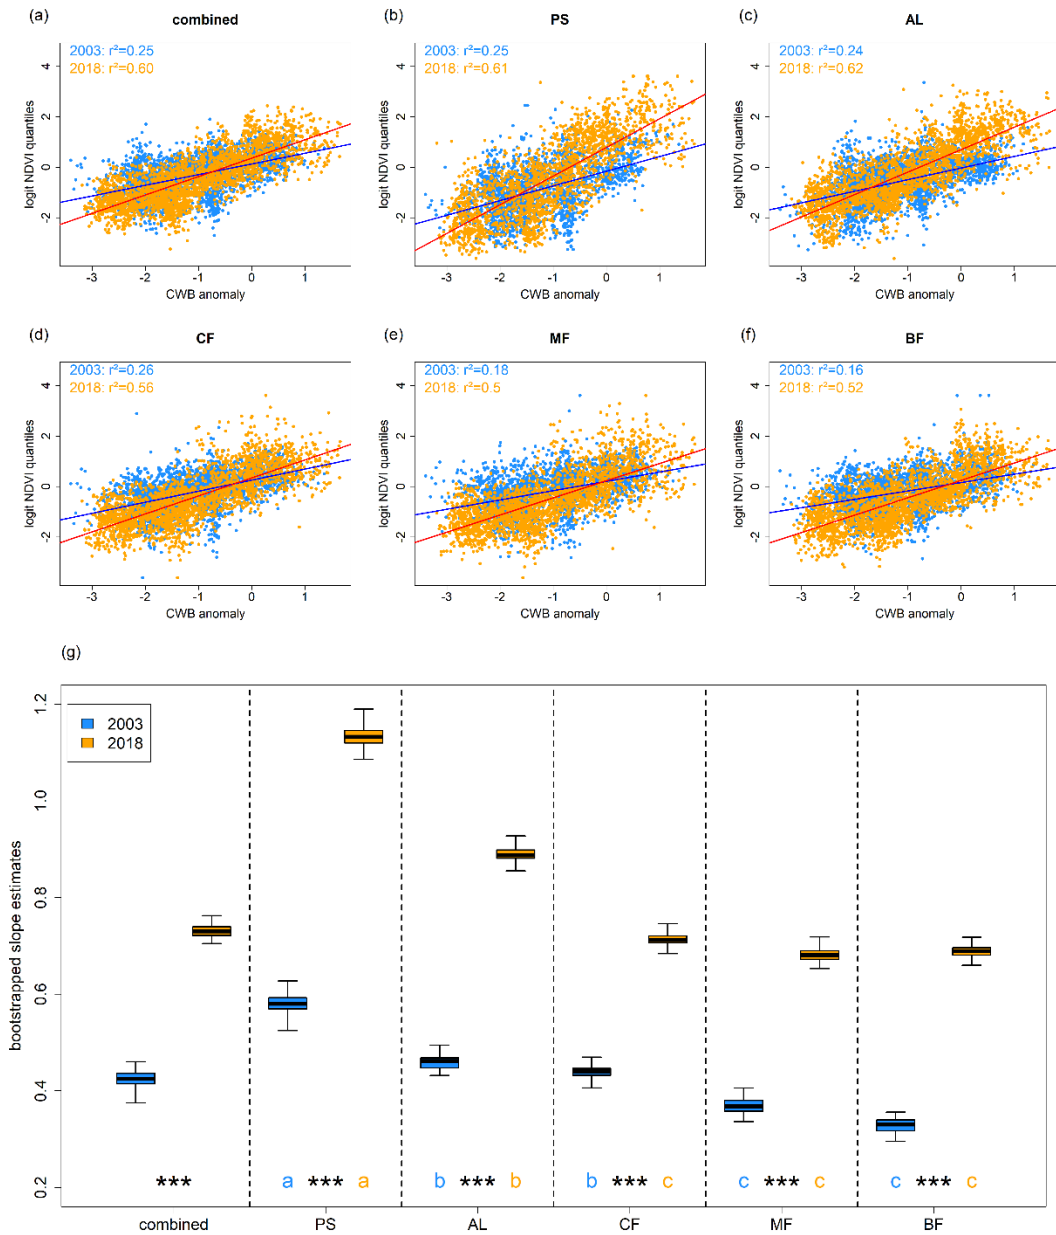 (a) combined
2003: r²=0.25
2018: r²=0.60
logit NDVI quantiles
4
2
0
-2
-3 -2 -1 0 1
CWB anomaly
(b) PS
2003: r²=0.25
2018: r²=0.61
logit NDVI quantiles
4
2
0
-2
-3 -2 -1 0 1
CWB anomaly
(c) AL
2003: r²=0.24
2018: r²=0.62
logit NDVI quantiles
4
2
0
-2
-3 -2 -1 0 1
CWB anomaly
(d) CF
2003: r²=0.26
2018: r²=0.56
logit NDVI quantiles
4
2
0
-2
-3 -2 -1 0 1
CWB anomaly
(e) MF
2003: r²=0.18
2018: r²=0.5
logit NDVI quantiles
4
2
0
-2
-3 -2 -1 0 1
CWB anomaly
(f) BF
2003: r²=0.16
2018: r²=0.52
logit NDVI quantiles
4
2
0
-2
-3 -2 -1 0 1
CWB anomaly
(g)
2003
2018
bootstrapped slope estimates
1.2
1.0
0.8
0.6
0.4
0.2
*** a *** a b *** b b *** c c *** c c *** c
combined PS AL CF MF BF